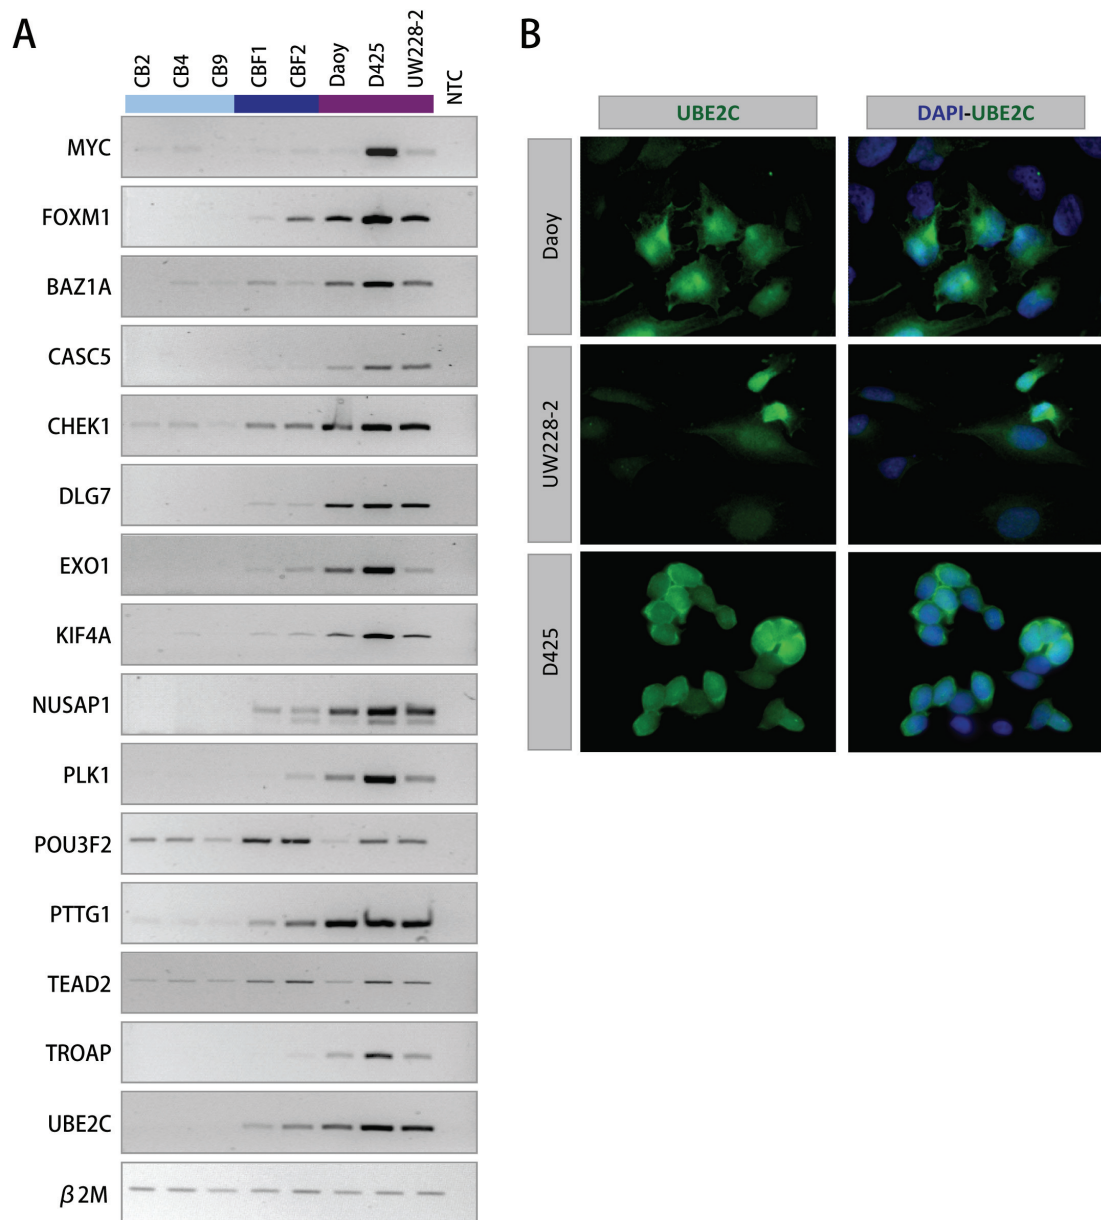 A
CB2
CB4
CB9
CBF1
CBF2
Daoy
D425
UW228-2
NTC
MYC
FOXM1
BAZ1A
CASC5
CHEK1
DLG7
EXO1
KIF4A
NUSAP1
PLK1
POU3F2
PTTG1
TEAD2
TROAP
UBE2C
β2M
B
UBE2C
DAPI-UBE2C
Daoy
UW228-2
D425